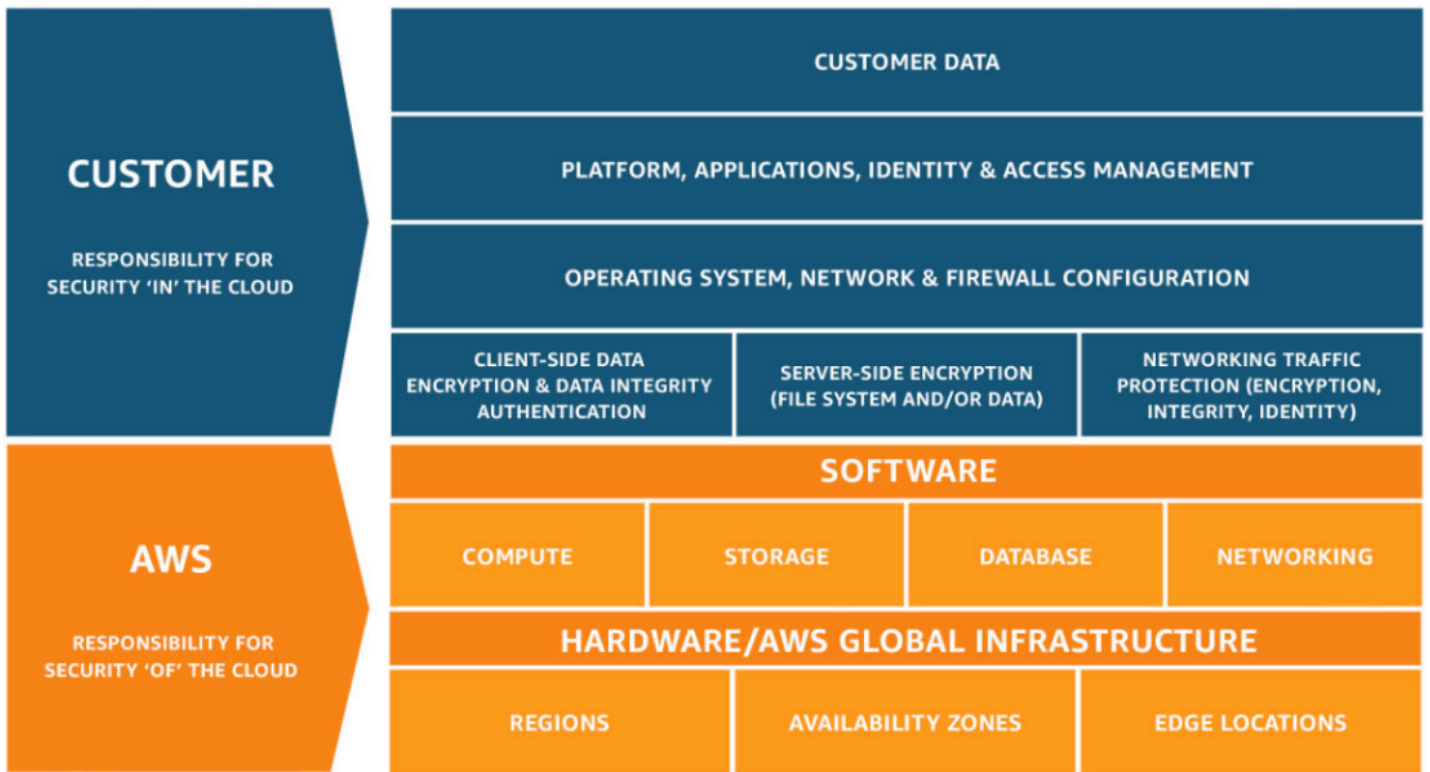 CUSTOMER
RESPONSIBILITY FOR
SECURITY ‘IN’ THE CLOUD
CUSTOMER DATA
PLATFORM, APPLICATIONS, IDENTITY & ACCESS MANAGEMENT
OPERATING SYSTEM, NETWORK & FIREWALL CONFIGURATION
CLIENT-SIDE DATA
ENCRYPTION & DATA INTEGRITY
AUTHENTICATION
SERVER-SIDE ENCRYPTION
(FILE SYSTEM AND/OR DATA)
NETWORKING TRAFFIC
PROTECTION (ENCRYPTION,
INTEGRITY, IDENTITY)
AWS
RESPONSIBILITY FOR
SECURITY ‘OF’ THE CLOUD
SOFTWARE
COMPUTE
STORAGE
DATABASE
NETWORKING
HARDWARE/AWS GLOBAL INFRASTRUCTURE
REGIONS
AVAILABILITY ZONES
EDGE LOCATIONS